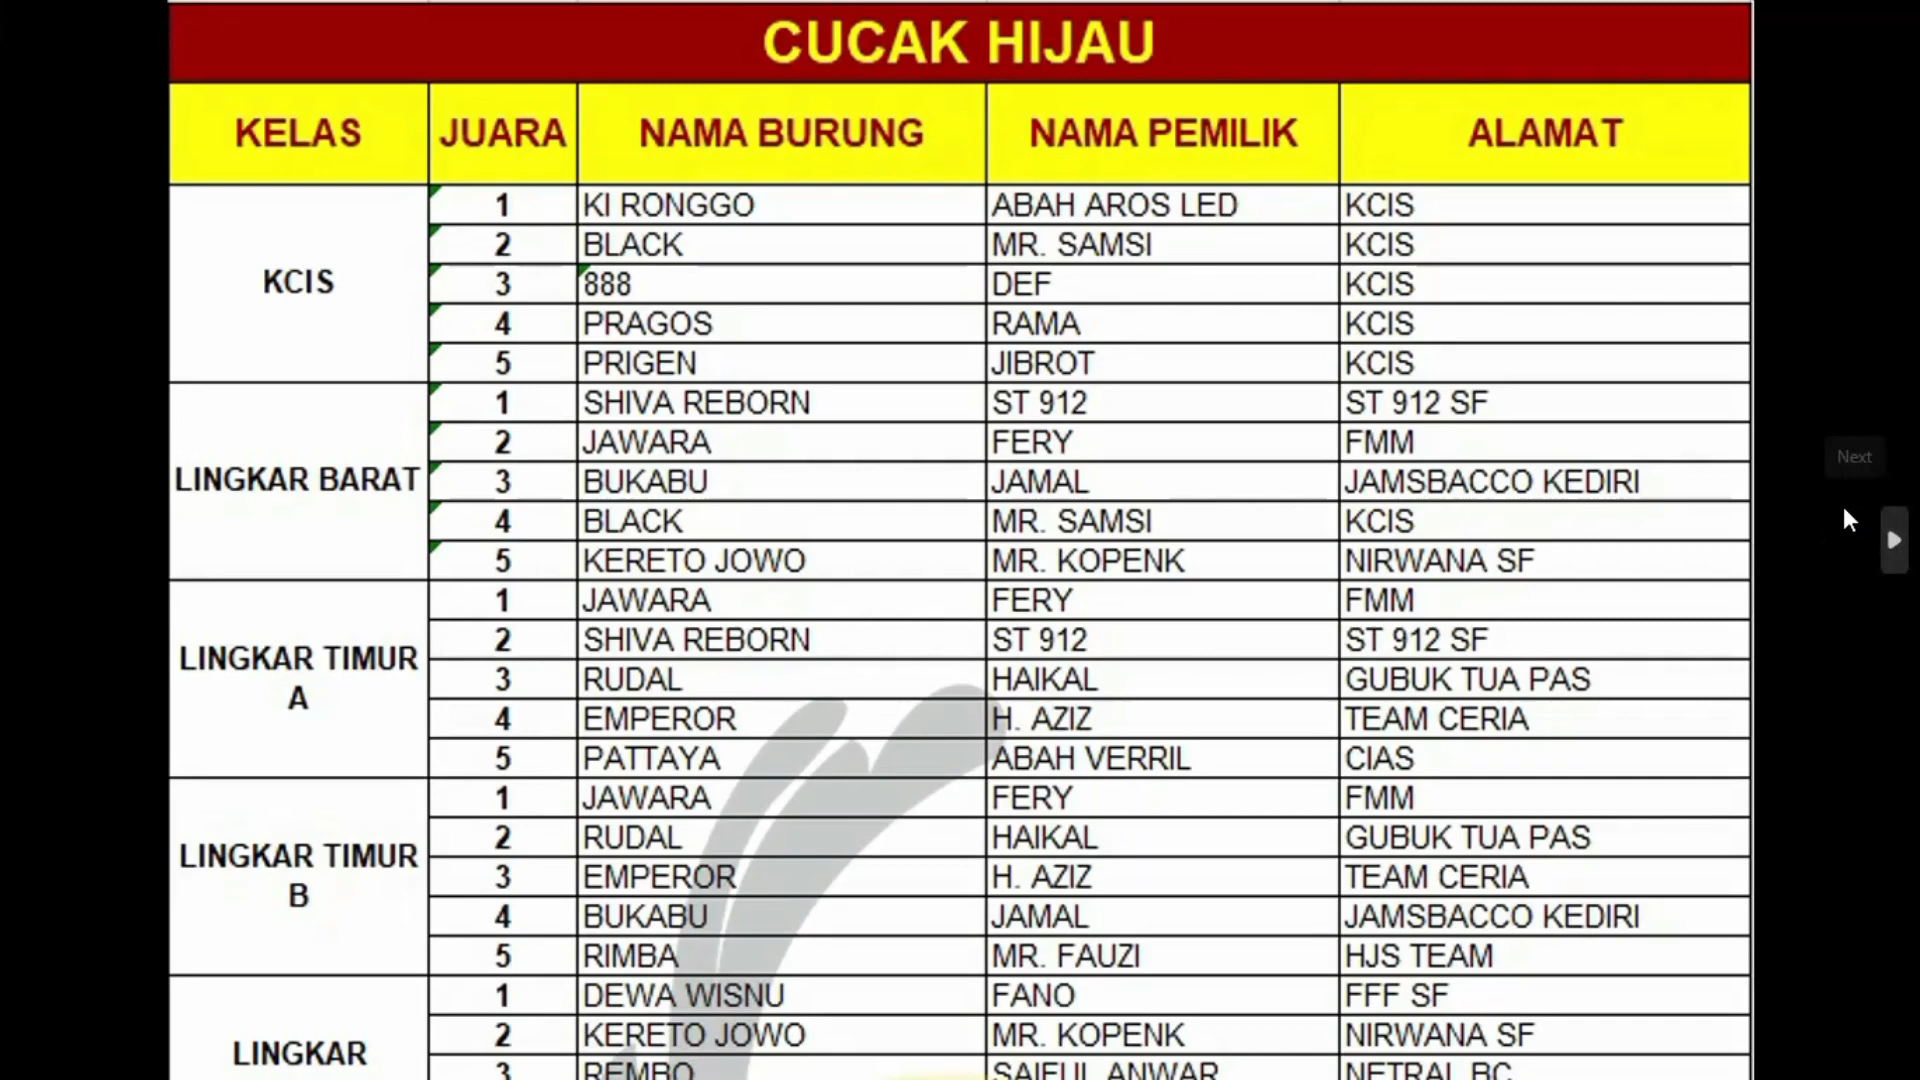 CUCAK HIJAU
KELAS JUARA NAMA BURUNG NAMA PEMILIK ALAMAT
KCIS
1 KI RONGGO ABAH AROS LED KCIS
2 BLACK MR. SAMSI KCIS
3 888 DEF KCIS
4 PRAGOS RAMA KCIS
5 PRIGEN JIBROT KCIS
LINGKAR BARAT
1 SHIVA REBORN ST 912 ST 912 SF
2 JAWARA FERY FMM
3 BUKABU JAMAL JAMSBACCO KEDIRI
4 BLACK MR. SAMSI KCIS
5 KERETO JOWO MR. KOPENK NIRWANA SF
LINGKAR TIMUR
A
1 JAWARA FERY FMM
2 SHIVA REBORN ST 912 ST 912 SF
3 RUDAL HAIKAL GUBUK TUA PAS
4 EMPEROR H. AZIZ TEAM CERIA
5 PATTAYA ABAH VERRIL CIAS
LINGKAR TIMUR
B
1 JAWARA FERY FMM
2 RUDAL HAIKAL GUBUK TUA PAS
3 EMPEROR H. AZIZ TEAM CERIA
4 BUKABU JAMAL JAMSBACCO KEDIRI
5 RIMBA MR. FAUZI HJS TEAM
LINGKAR
1 DEWA WISNU FANO FFF SF
2 KERETO JOWO MR. KOPENK NIRWANA SF
3 REMBO SAIFUL ANWAR NETRAL BC
Next